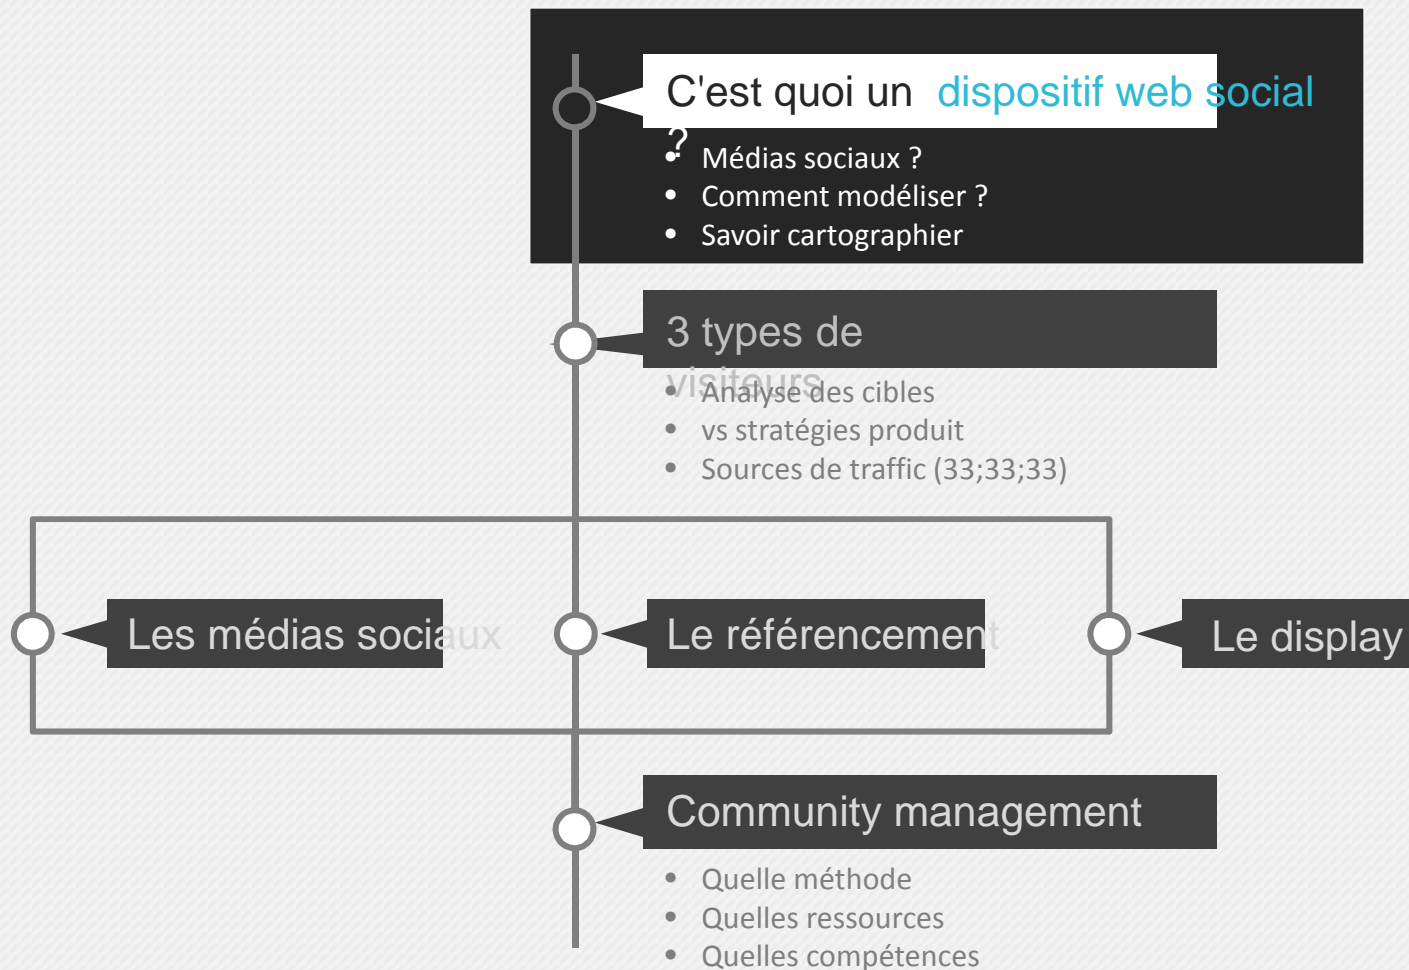 C'est quoi un dispositif web social
?
• Médias sociaux ?
• Comment modéliser ?
• Savoir cartographier
3 types de
visiteurs
• Analyse des cibles
• vs stratégies produit
• Sources de traffic (33;33;33)
Les médias sociaux
Le référencement
Le display
Community management
• Quelle méthode
• Quelles ressources
• Quelles compétences